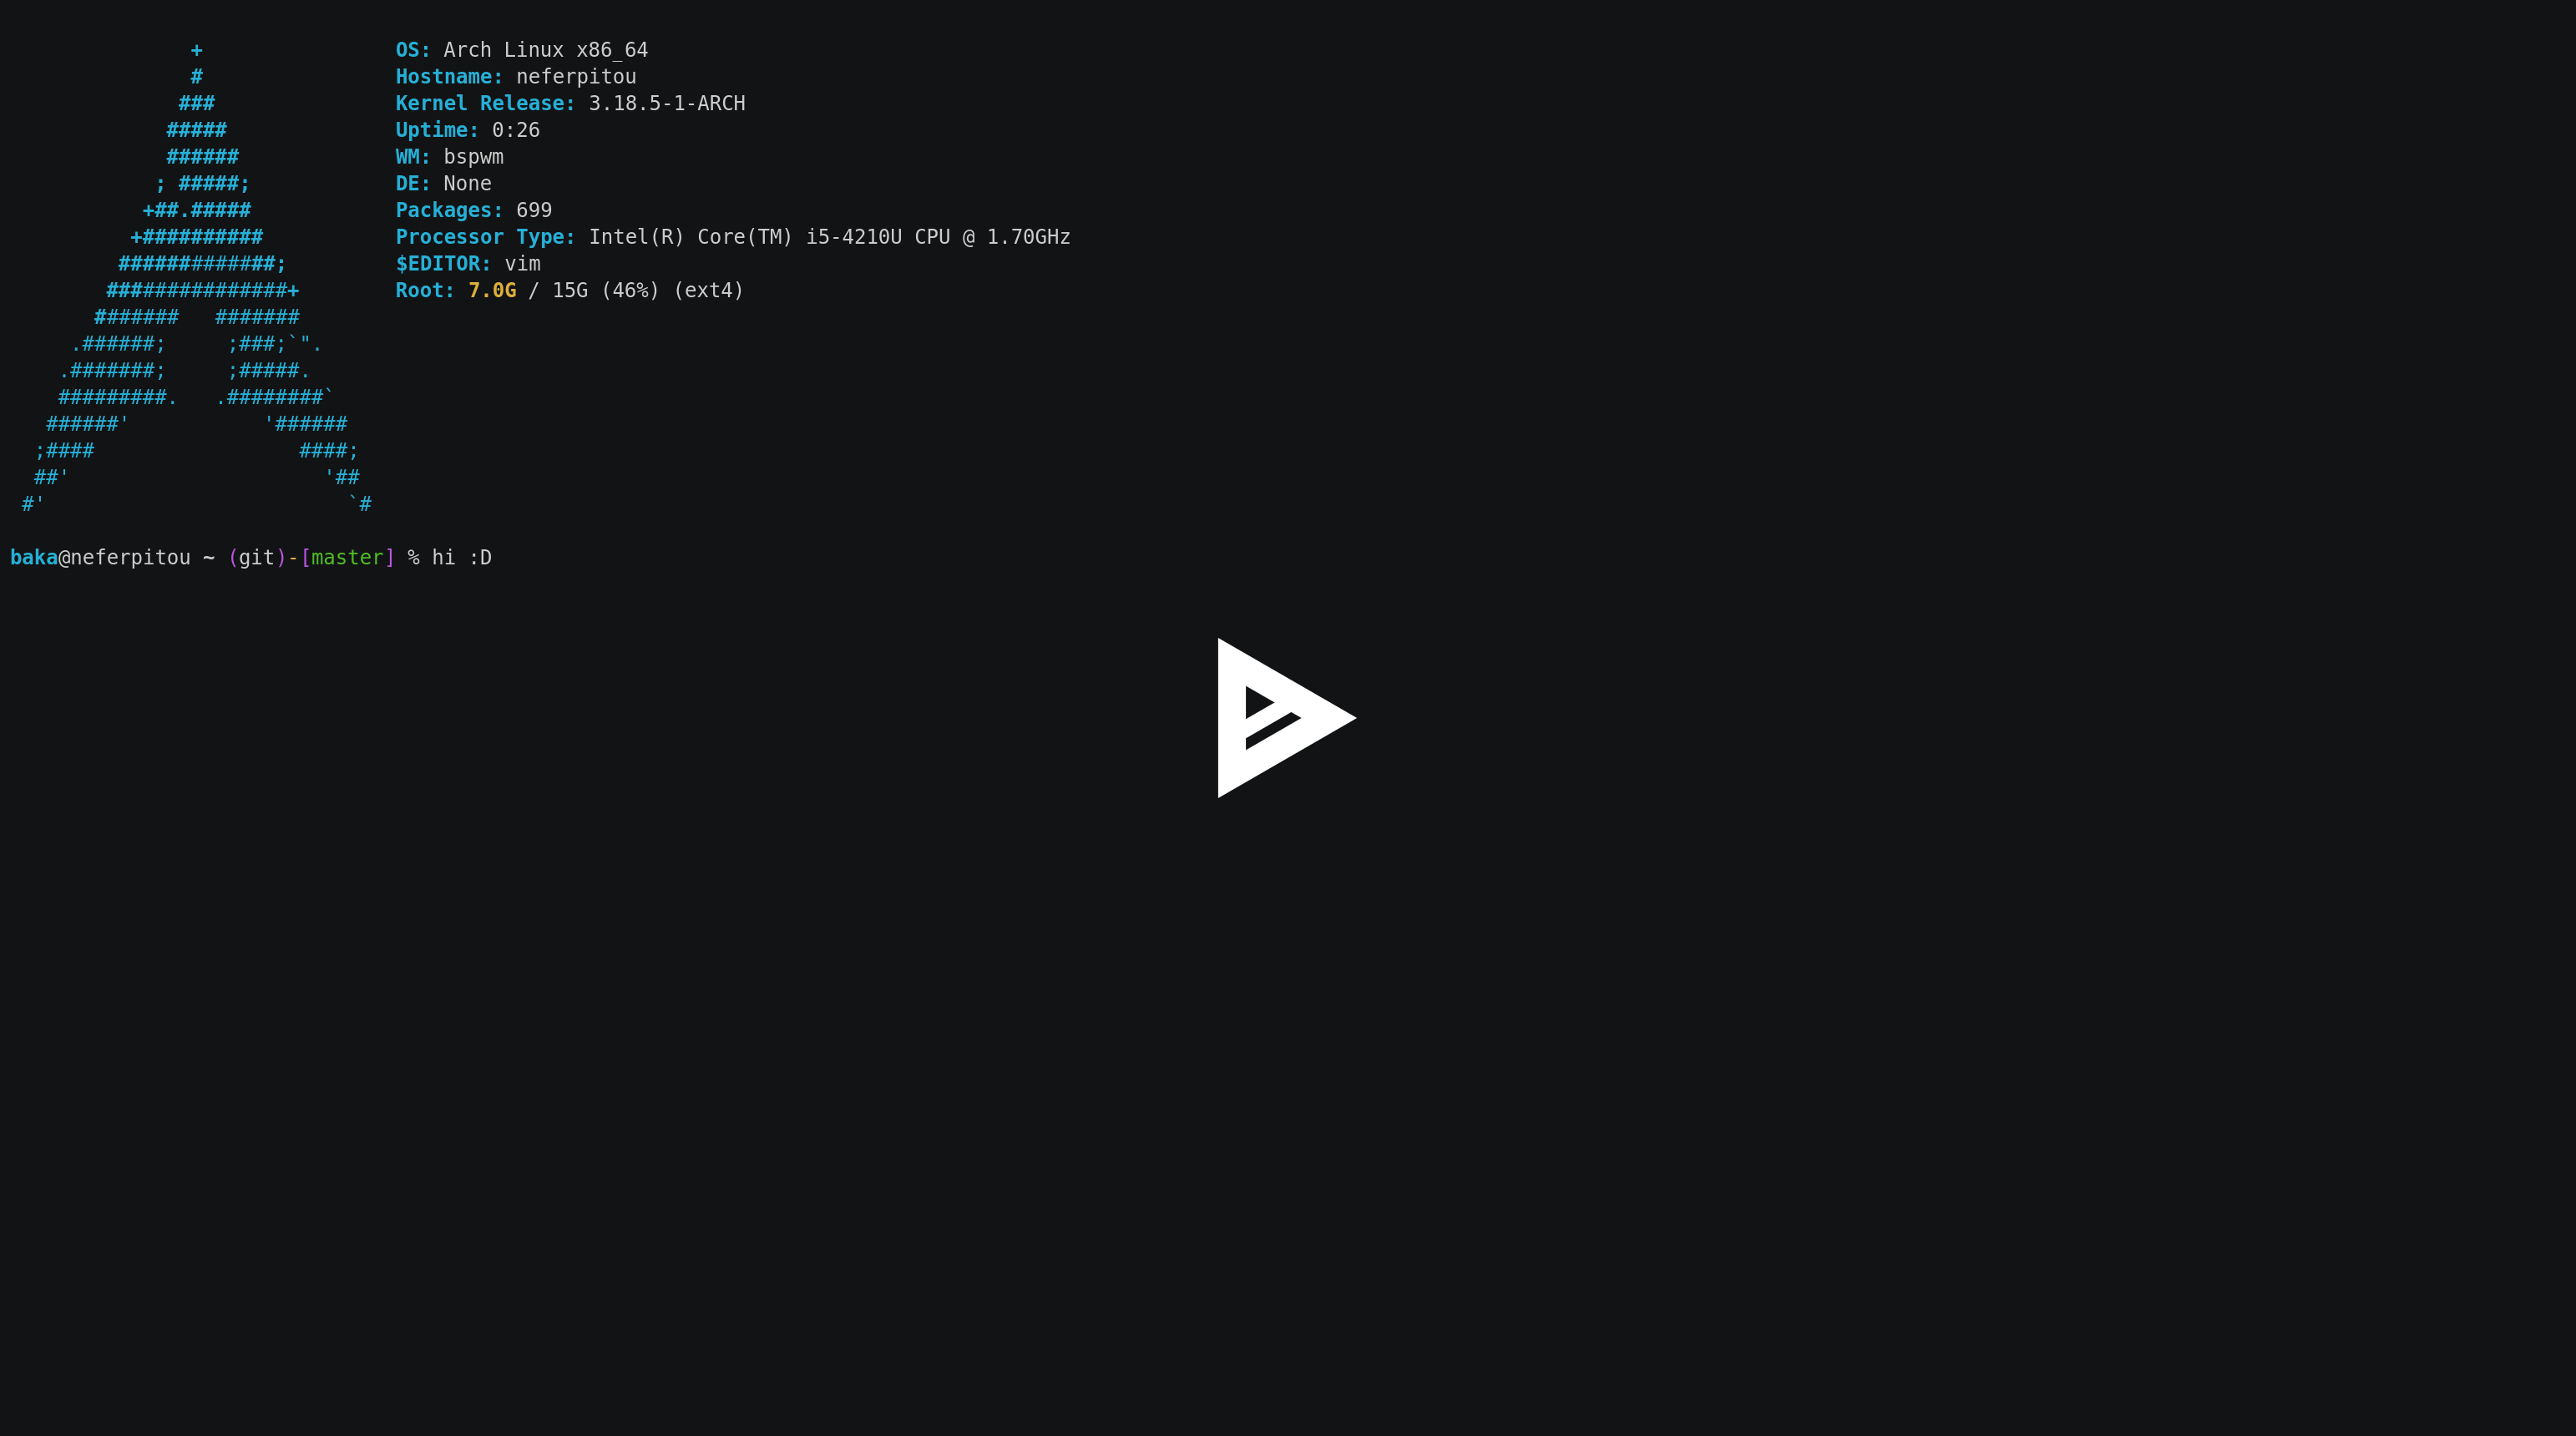 + OS: Arch Linux x86_64
# Hostname: neferpitou
### Kernel Release: 3.18.5-1-ARCH
##### Uptime: 0:26
###### WM: bspwm
; #####; DE: None
+##.##### Packages: 699
+########## Processor Type: Intel(R) Core(TM) i5-4210U CPU @ 1.70GHz
#############; $EDITOR: vim
###############+ Root: 7.0G / 15G (46%) (ext4)
####### #######
.######; ;###;`".
.#######; ;#####.
#########. .########`
######' '######
;#### ####;
##' '##
#' `#
baka@neferpitou ~ (git)-[master] % hi :D